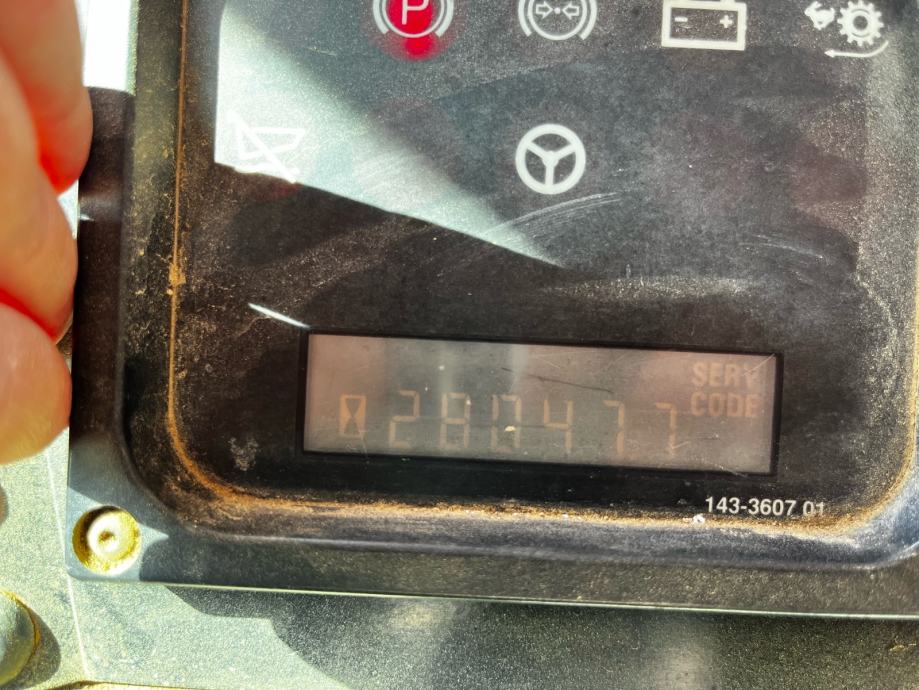 P
SERV
CODE
280477
143-3607 01